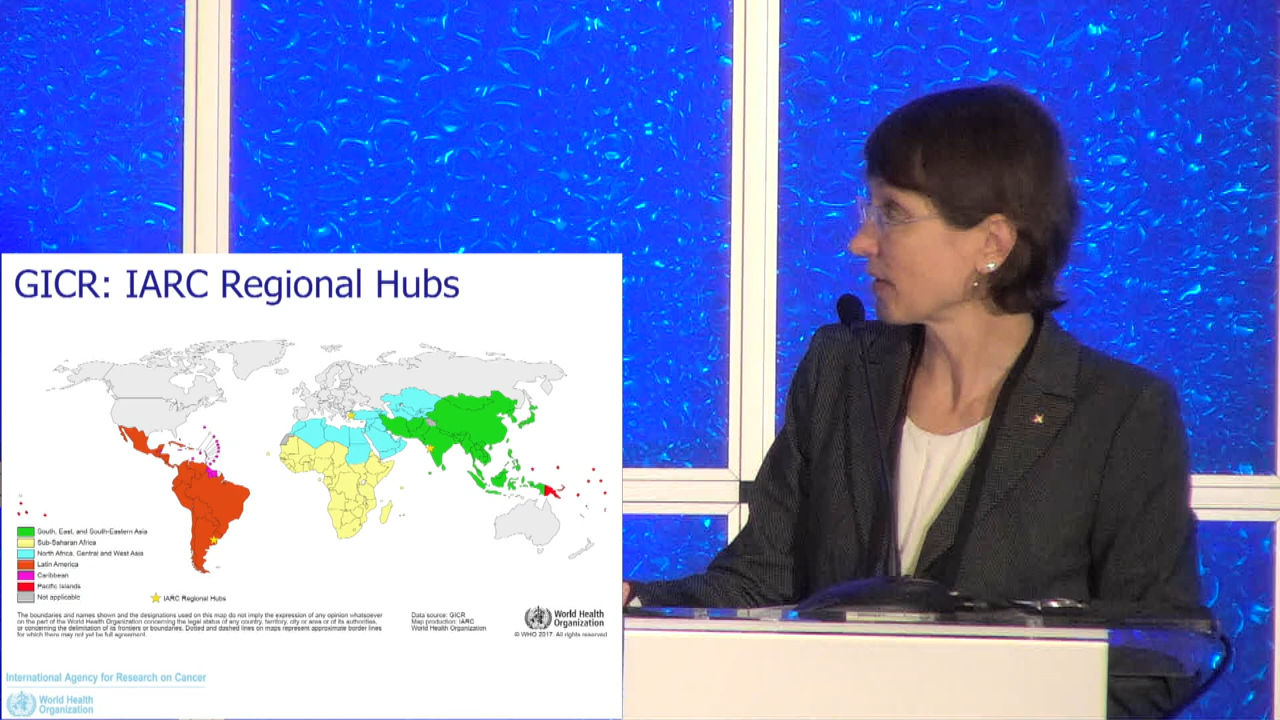 GICR: IARC Regional Hubs
South, East, and South-Eastern Asia
Sub-Saharan Africa
North Africa, Central and West Asia
Latin America
Caribbean
Pacific Islands
Not applicable
IARC Regional Hubs
The boundaries and names shown and the designations used on this map do not imply the expression of any opinion whatsoever
on the part of the World Health Organization concerning the legal status of any country, territory, city or area or of its authorities,
or concerning the delimitation of its frontiers or boundaries. Dotted and dashed lines on maps represent approximate border lines
for which there may not yet be full agreement.
Data source: GICR
Map production: IARC
World Health Organization
World Health
Organization
© WHO 2017. All rights reserved
International Agency for Research on Cancer
World Health
Organization